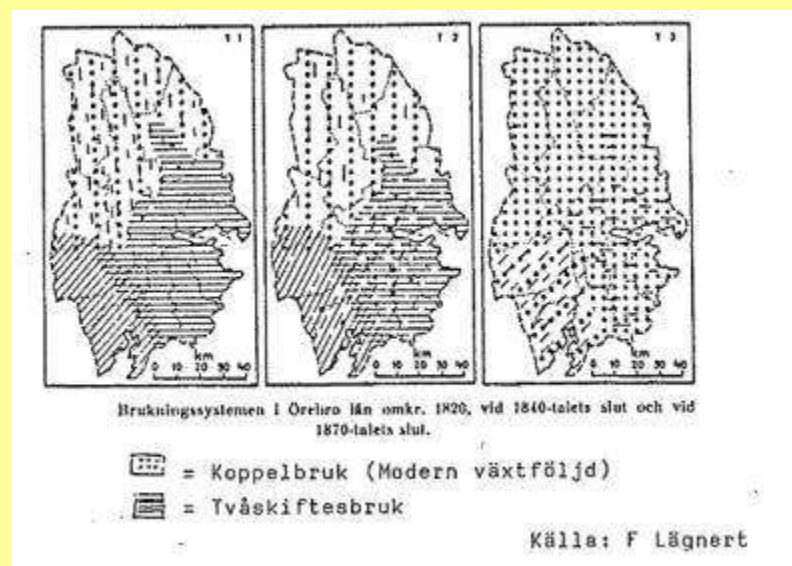 T 1
T 2
T 3
km
0 10 20 30 40
km
0 10 20 30 40
km
0 10 20 30 40
Brukningssystemen i Örebro län omkr. 1820, vid 1840-talets slut och vid
1870-talets slut.
= Koppelbruk (Modern växtföljd)
= Tvåskiftesbruk
Källa: F Lägnert